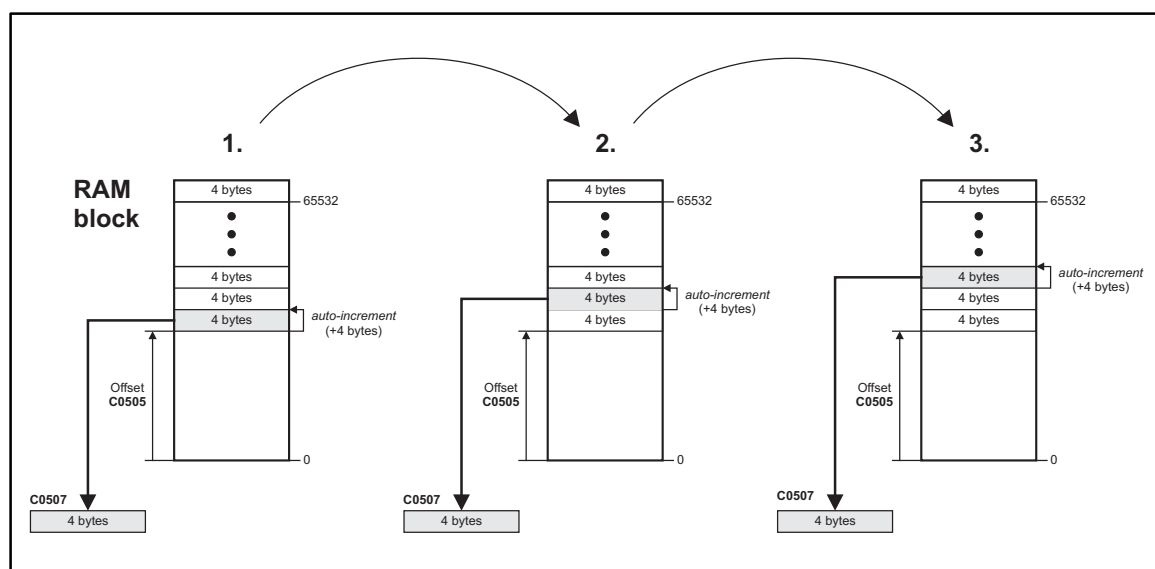 1.
2.
3.
RAM
block
4 bytes
65532
4 bytes
4 bytes
4 bytes
auto-increment
(+4 bytes)
Offset
C0505
0
C0507
4 bytes
4 bytes
65532
4 bytes
4 bytes
4 bytes
auto-increment
(+4 bytes)
Offset
C0505
0
C0507
4 bytes
4 bytes
65532
4 bytes
4 bytes
4 bytes
auto-increment
(+4 bytes)
Offset
C0505
0
C0507
4 bytes